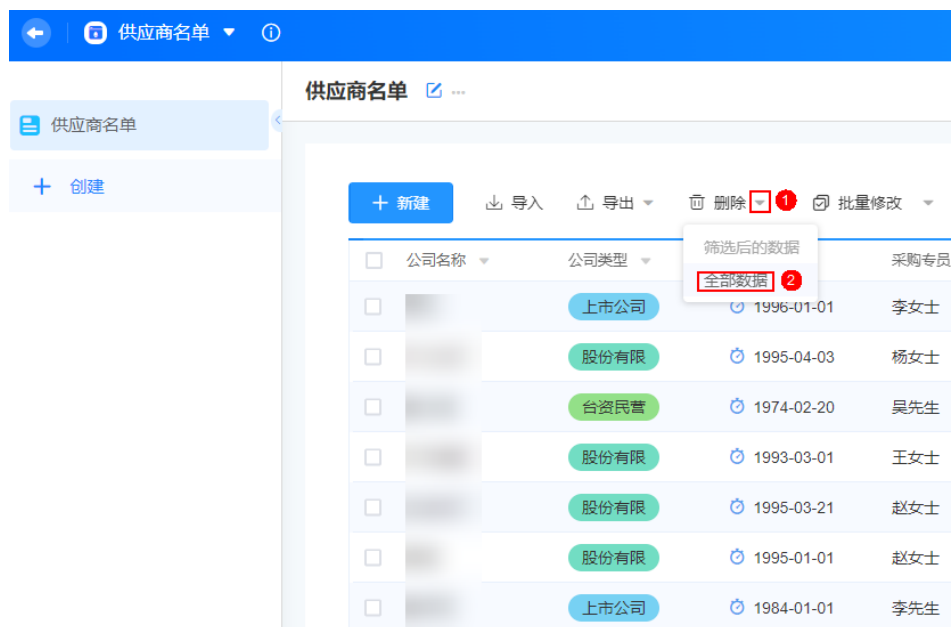 供应商名单
供应商名单
供应商名单
创建
新建 导入 导出 删除 1 批量修改
筛选后的数据
全部数据 2
公司名称 公司类型 采购专员
上市公司 1996-01-01 李女士
股份有限 1995-04-03 杨女士
台资民营 1974-02-20 吴先生
股份有限 1993-03-01 王女士
股份有限 1995-03-21 赵女士
股份有限 1995-01-01 赵女士
上市公司 1984-01-01 李先生